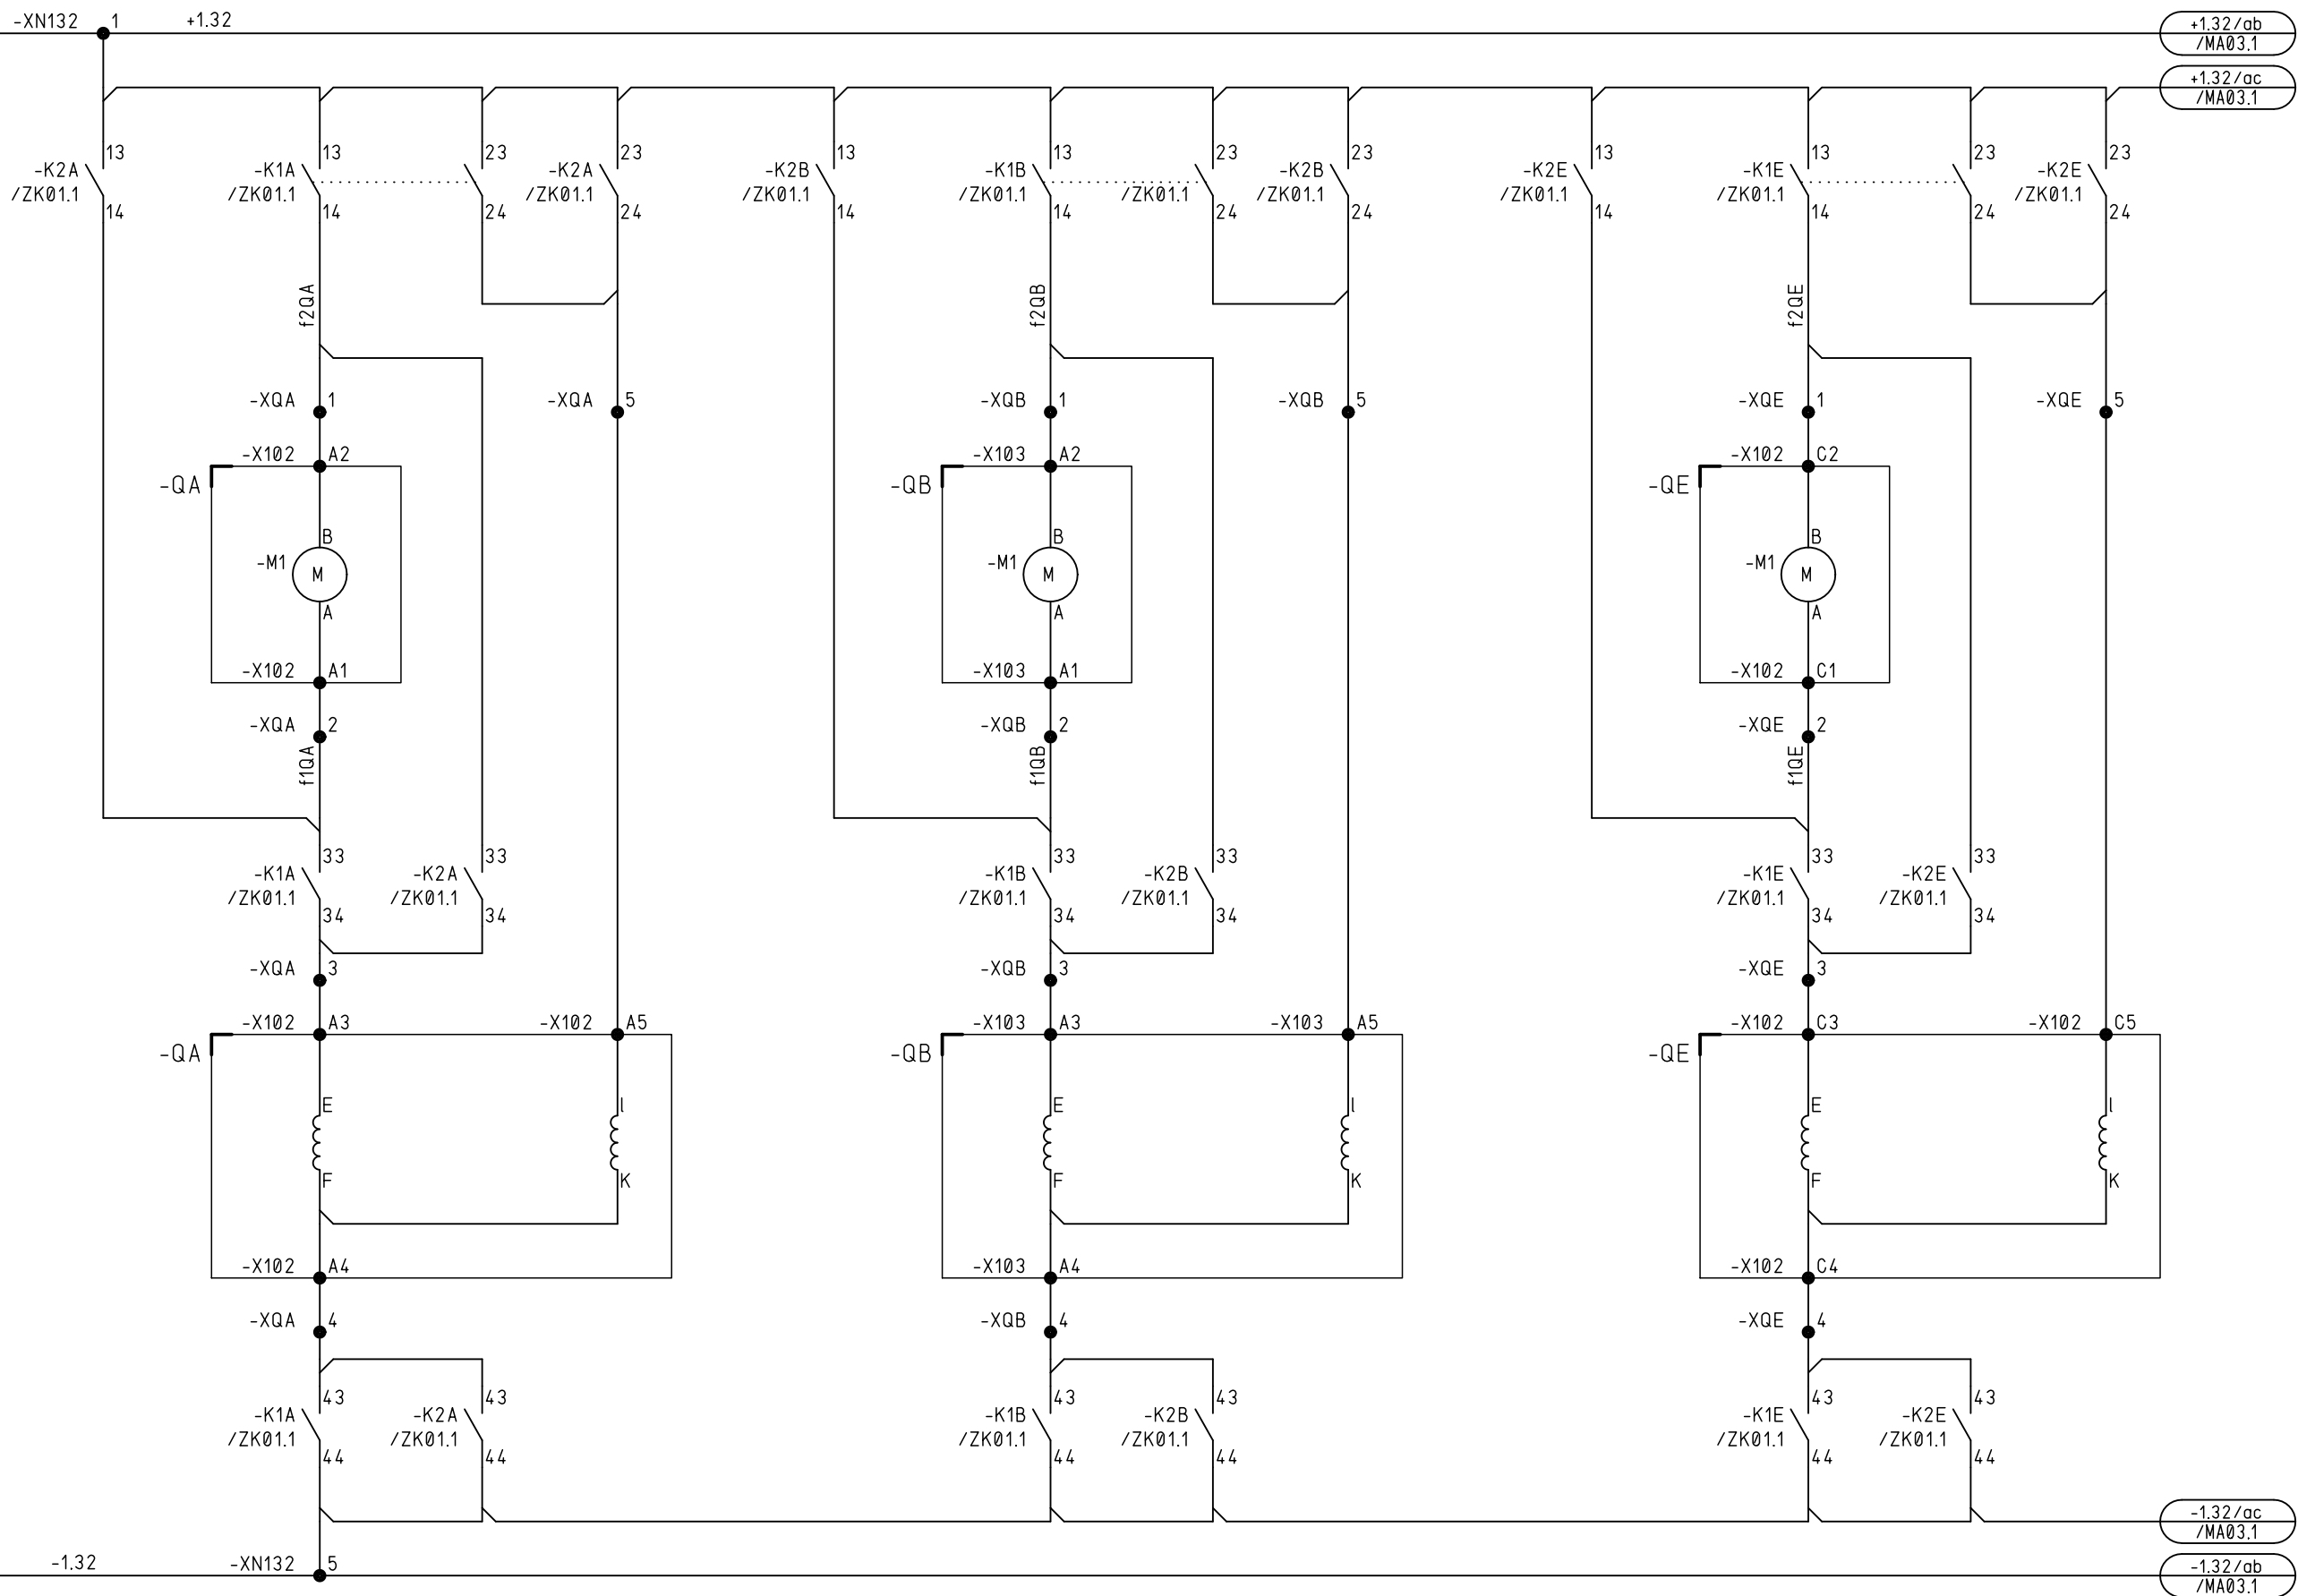 -XN132 1 +1.32 +1.32/ab
/MA03.1
+1.32/ac
/MA03.1
13 13 23 23 13 13 23 23 13 13 23 23
-K2A -K1A -K2A -K2B -K1B -K2B -K2E -K1E -K2E
/ZK01.1 /ZK01.1 /ZK01.1 /ZK01.1 /ZK01.1 /ZK01.1 /ZK01.1 /ZK01.1 /ZK01.1 /ZK01.1
14 14 24 24 14 14 24 24 14 14 24 24
f2QA f2QB f2QE
-XQA 1 -XQA 5 -XQB 1 -XQB 5 -XQE 1 -XQE 5
-X102 A2 -X103 A2 -X102 C2
-QA -QB -QE
B B B
-M1 M -M1 M -M1 M
A A A
-X102 A1 -X103 A1 -X102 C1
-XQA 2 -XQB 2 -XQE 2
f1QA f1QB f1QE
33 33 33 33 33 33
-K1A -K2A -K1B -K2B -K1E -K2E
/ZK01.1 /ZK01.1 /ZK01.1 /ZK01.1 /ZK01.1 /ZK01.1
34 34 34 34 34 34
-XQA 3 -XQB 3 -XQE 3
-X102 A3 -X102 A5 -X103 A3 -X103 A5 -X102 C3 -X102 C5
-QA -QB -QE
E l E l E l
F K F K F K
-X102 A4 -X103 A4 -X102 C4
-XQA 4 -XQB 4 -XQE 4
43 43 43 43 43 43
-K1A -K2A -K1B -K2B -K1E -K2E
/ZK01.1 /ZK01.1 /ZK01.1 /ZK01.1 /ZK01.1 /ZK01.1
44 44 44 44 44 44
-1.32/ac
/MA03.1
-1.32 -XN132 5 -1.32/ab
/MA03.1